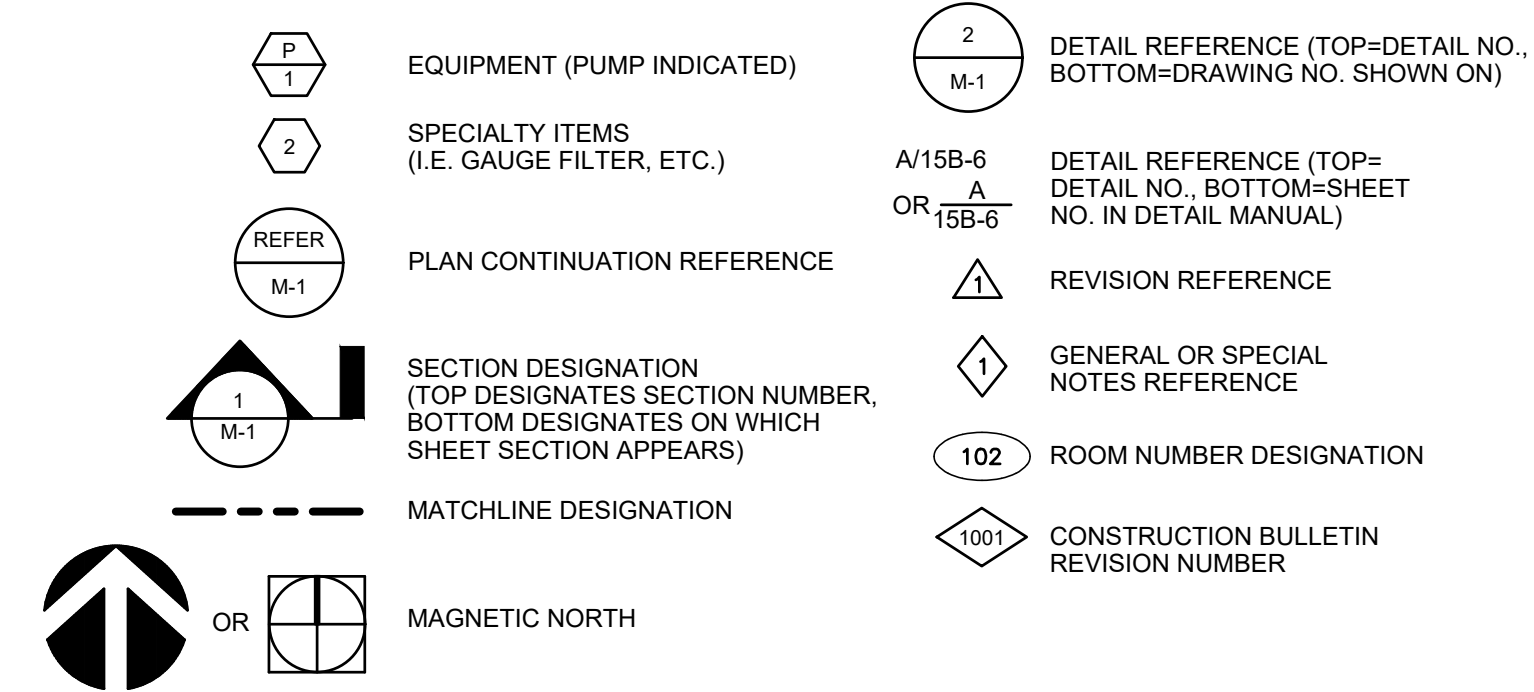 P
1
EQUIPMENT (PUMP INDICATED)
2
SPECIALTY ITEMS
(I.E. GAUGE FILTER, ETC.)
REFER
M-1
PLAN CONTINUATION REFERENCE
1
M-1
SECTION DESIGNATION
(TOP DESIGNATES SECTION NUMBER,
BOTTOM DESIGNATES ON WHICH
SHEET SECTION APPEARS)
MATCHLINE DESIGNATION
OR
MAGNETIC NORTH
2
M-1
DETAIL REFERENCE (TOP=DETAIL NO.,
BOTTOM=DRAWING NO. SHOWN ON)
A/15B-6
OR A
15B-6
DETAIL REFERENCE (TOP=
DETAIL NO., BOTTOM=SHEET
NO. IN DETAIL MANUAL)
1
REVISION REFERENCE
1
GENERAL OR SPECIAL
NOTES REFERENCE
102
ROOM NUMBER DESIGNATION
1001
CONSTRUCTION BULLETIN
REVISION NUMBER